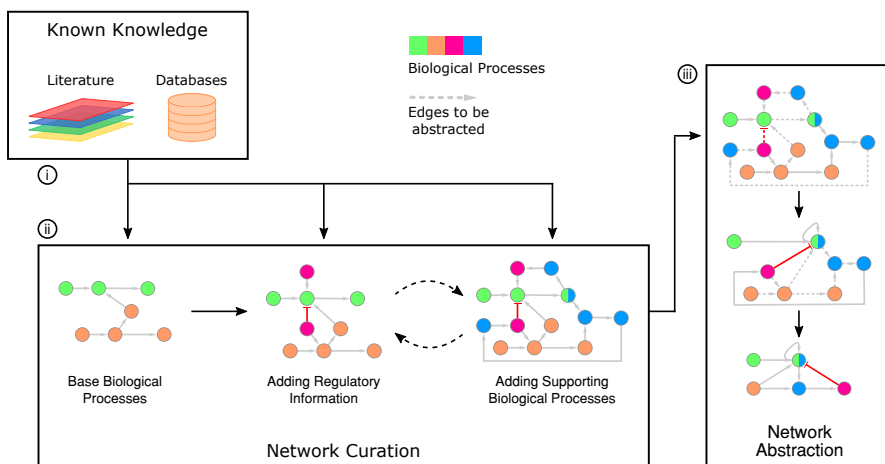 Known Knowledge
Literature
Databases
Biological Processes
Edges to be
abstracted
i
ii
iii
Base Biological
Processes
Adding Regulatory
Information
Adding Supporting
Biological Processes
Network Curation
Network
Abstraction